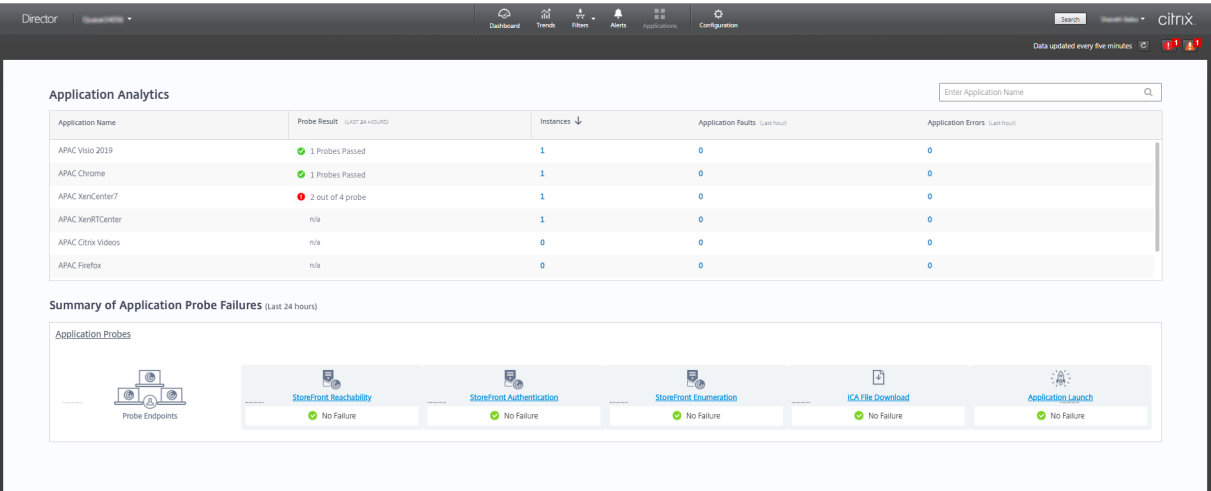 Director
Dashboard Trends Filters Alerts Applications Configuration
Search
citrix
Data updated every five minutes
! 1 ! 1
Application Analytics
Enter Application Name
Application Name Probe Result (LAST 24 HOURS) Instances Application Faults (Last hour) Application Errors (Last hour)
APAC Visio 2019 1 Probes Passed 1 0 0
APAC Chrome 1 Probes Passed 1 0 0
APAC XenCenter7 2 out of 4 probe 1 0 0
APAC XenRTCenter n/a 1 0 0
APAC Citrix Videos n/a 0 0 0
APAC Firefox n/a 0 0 0
Summary of Application Probe Failures (Last 24 hours)
Application Probes
Probe Endpoints
StoreFront Reachability StoreFront Authentication StoreFront Enumeration ICA File Download Application Launch
No Failure No Failure No Failure No Failure No Failure